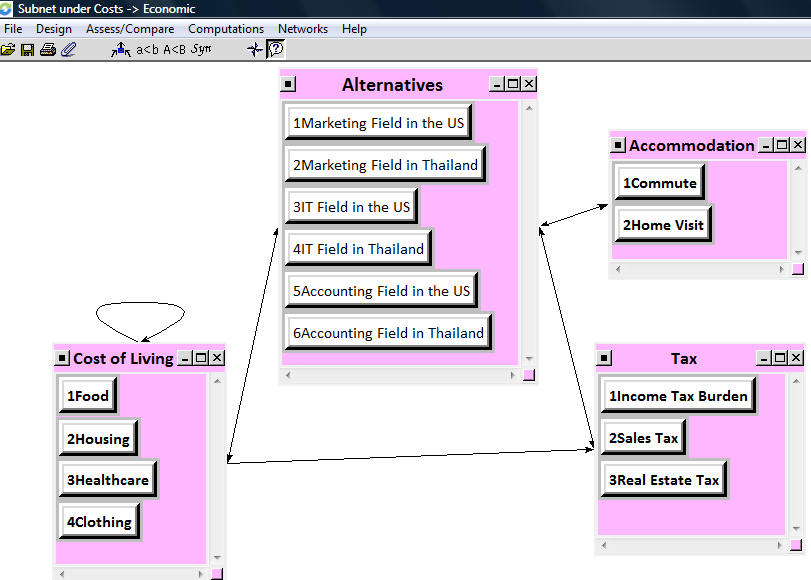 Subnet under Costs -> Economic
File Design Assess/Compare Computations Networks Help
a<b A<B Syn
Alternatives
1Marketing Field in the US
2Marketing Field in Thailand
3IT Field in the US
4IT Field in Thailand
5Accounting Field in the US
6Accounting Field in Thailand
Accommodation
1Commute
2Home Visit
Cost of Living
1Food
2Housing
3Healthcare
4Clothing
Tax
1Income Tax Burden
2Sales Tax
3Real Estate Tax